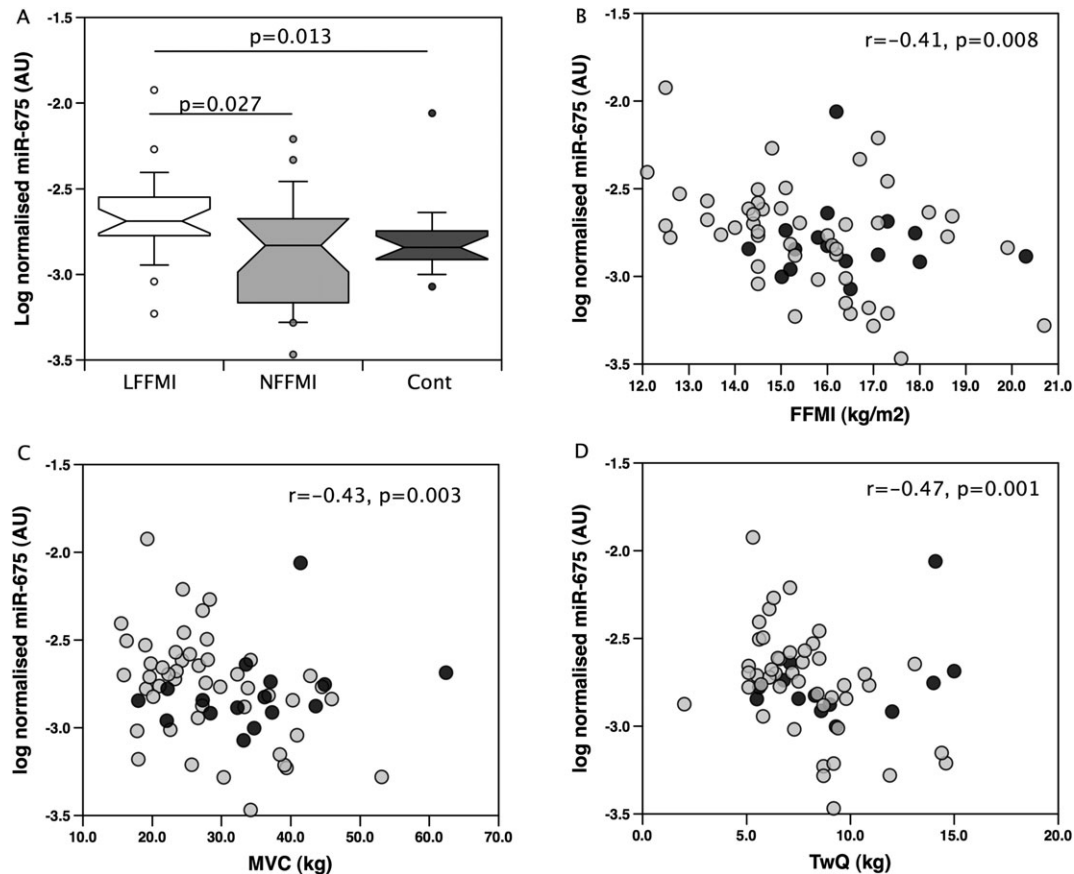 A
Log normalised miR-675 (AU)
-1.5
-2.0
-2.5
-3.0
-3.5
p=0.013
p=0.027
LFFMI NFFMI Cont
B
log normalised miR-675 (AU)
-1.5
-2.0
-2.5
-3.0
-3.5
r=-0.41, p=0.008
12.0 13.0 14.0 15.0 16.0 17.0 18.0 19.0 20.0 21.0
FFMI (kg/m2)
C
log normalised miR-675 (AU)
-1.5
-2.0
-2.5
-3.0
-3.5
r=-0.43, p=0.003
10.0 20.0 30.0 40.0 50.0 60.0 70.0
MVC (kg)
D
log normalised miR-675 (AU)
-1.5
-2.0
-2.5
-3.0
-3.5
r=-0.47, p=0.001
0.0 5.0 10.0 15.0 20.0
TwQ (kg)